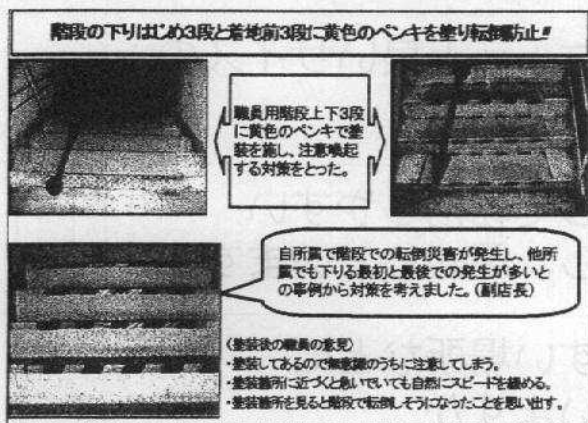 階段の下りはじめ3段と着地前3段に黄色のペンキを塗り転倒防止!!
職員用階段上下3段
に黄色のペンキで塗
装を施し、注意喚起
する対策をとった。
自所属で階段での転倒災害が発生し、他所
属でも下りる最初と最後での発生が多いと
の事例から対策を考えました。(副店長)
(塗装後の職員の意見)
・塗装してあるので無意識のうちに注意してしまう。
・塗装箇所に近づくと急いでいても自然にスピードを緩める。
・塗装箇所を見ると階段で転倒しそうになったことを思い出す。